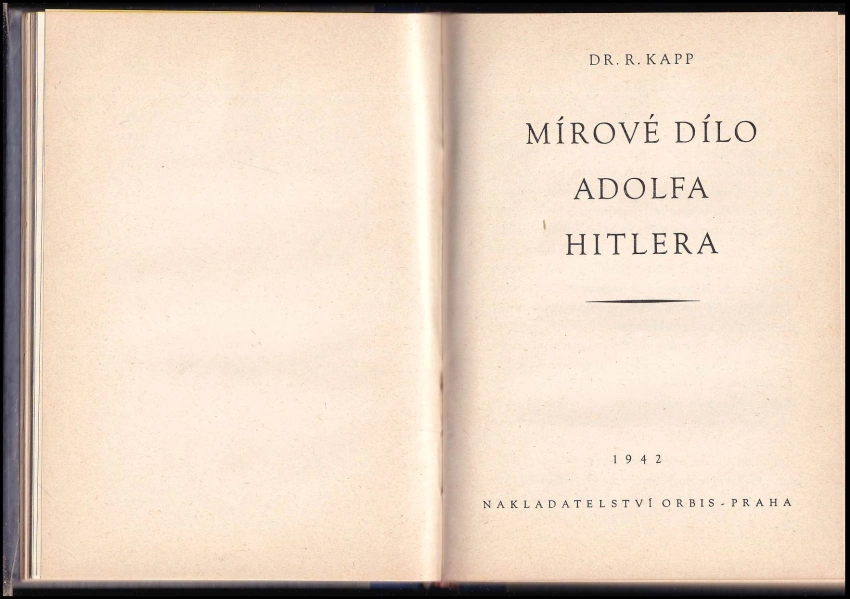 DR. R. KAPP
MÍROVÉ DÍLO
ADOLFA
HITLERA
1942
NAKLADATELSTVÍ ORBIS - PRAHA